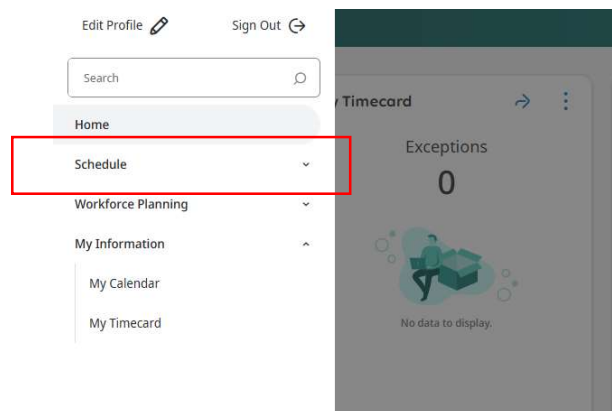 Edit Profile Sign Out
Search
Home
Schedule
Workforce Planning
My Information
My Calendar
My Timecard
Timecard
Exceptions
0
No data to display.